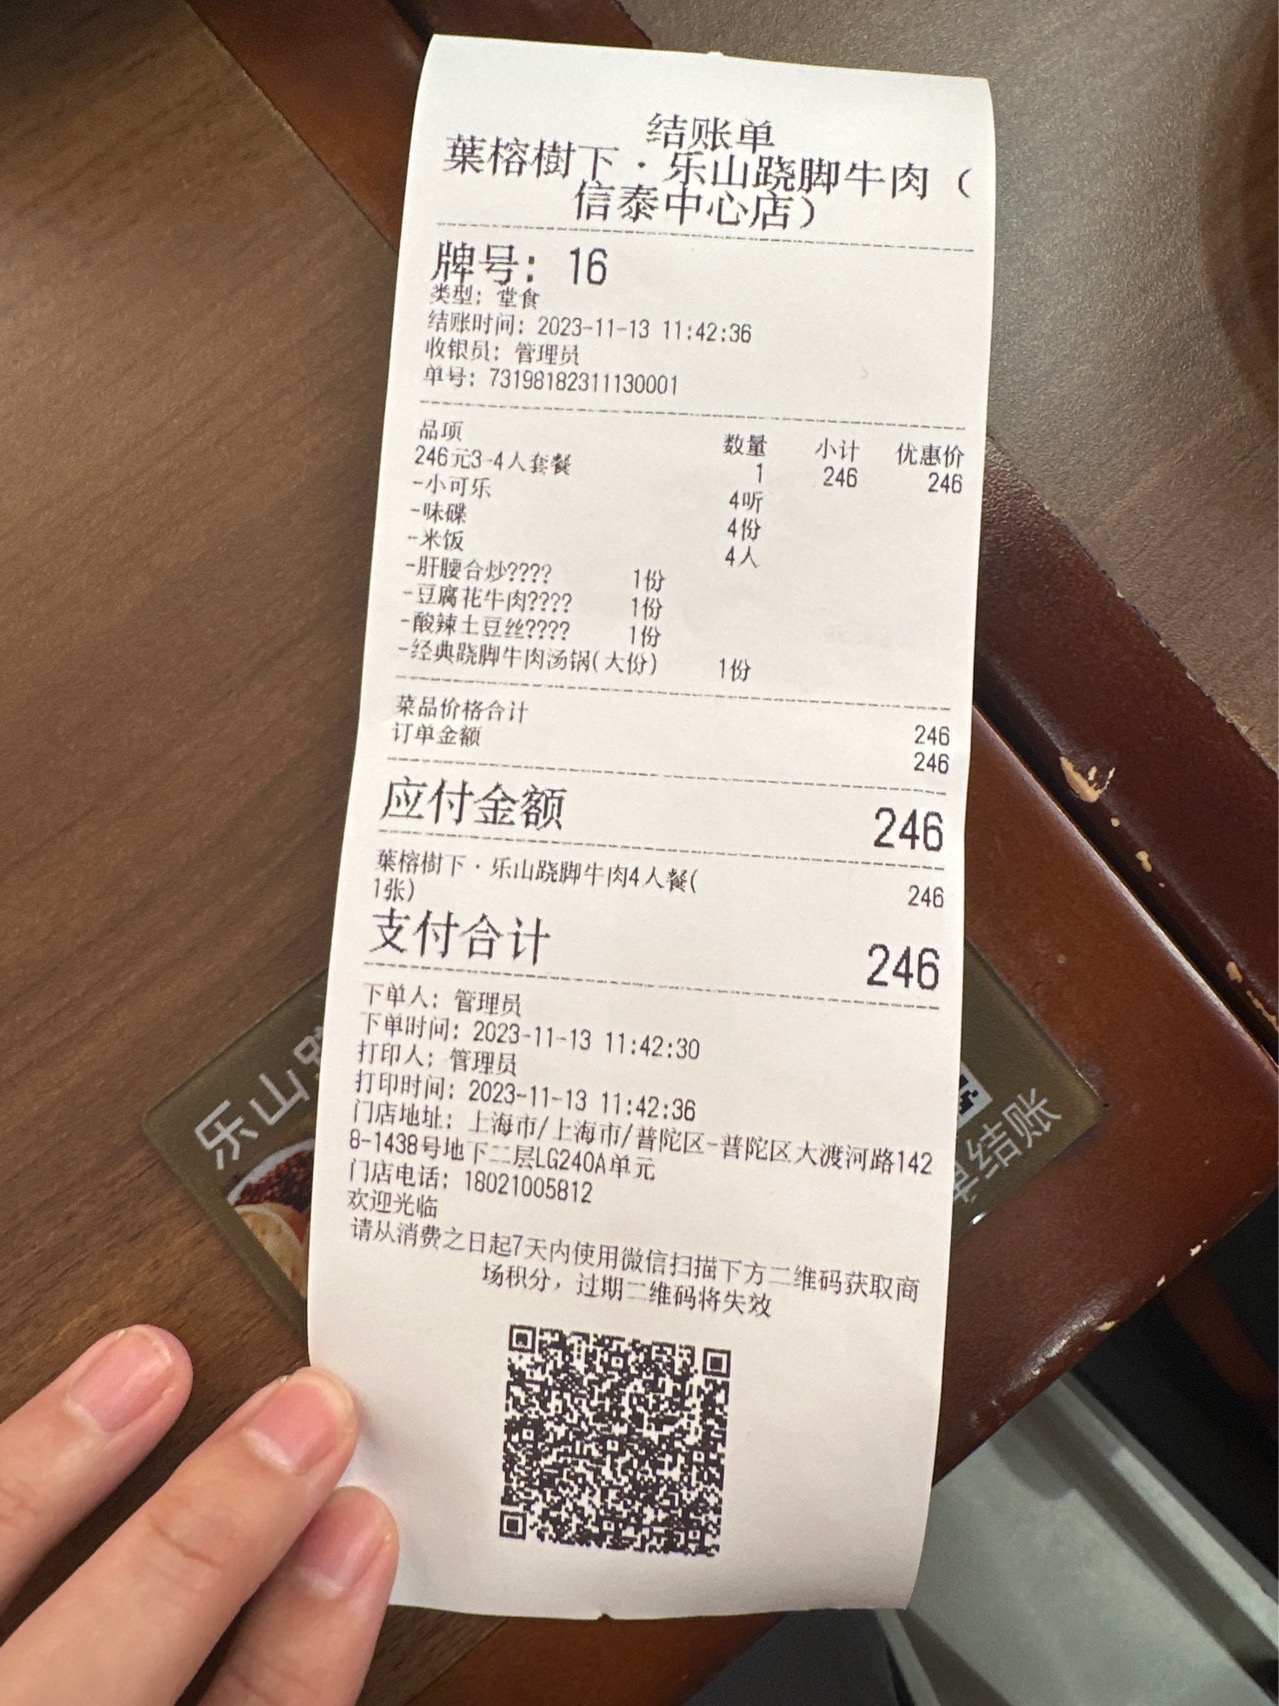 结账单
葉榕樹下·乐山跷脚牛肉（
信泰中心店）
牌号：16
类型：堂食
结账时间：2023-11-13 11:42:36
收银员：管理员
单号：73198182311130001
品项 数量 小计 优惠价
246元3-4人套餐 1 246 246
-小可乐 4听
-味碟 4份
-米饭 4人
-肝腰合炒???? 1份
-豆腐花牛肉???? 1份
-酸辣土豆丝???? 1份
-经典跷脚牛肉汤锅(大份) 1份
菜品价格合计 246
订单金额 246
应付金额 246
葉榕樹下·乐山跷脚牛肉4人餐(
1张) 246
支付合计 246
下单人：管理员
下单时间：2023-11-13 11:42:30
打印人：管理员
打印时间：2023-11-13 11:42:36
门店地址：上海市/上海市/普陀区-普陀区大渡河路142
8-1438号地下二层LG240A单元
门店电话：18021005812
欢迎光临
请从消费之日起7天内使用微信扫描下方二维码获取商
场积分，过期二维码将失效
乐山
结账